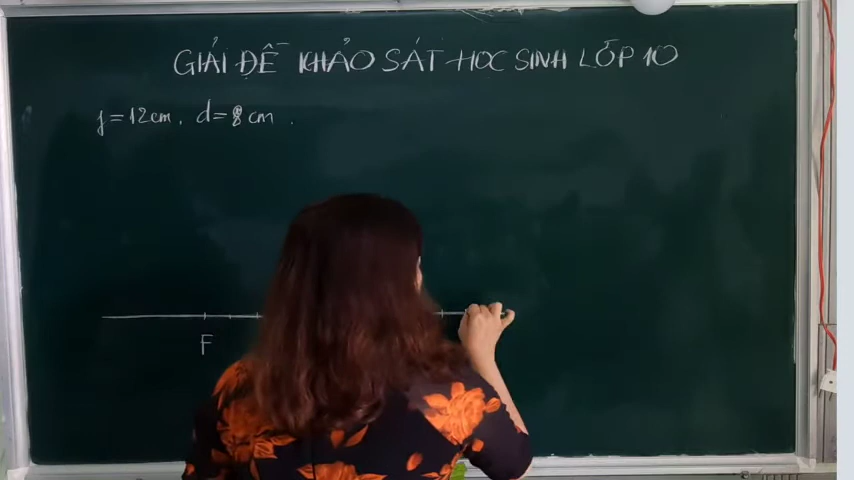 GIẢI ĐỀ KHẢO SÁT HỌC SINH LỚP 10
f = 12cm. d = 8 cm.
F